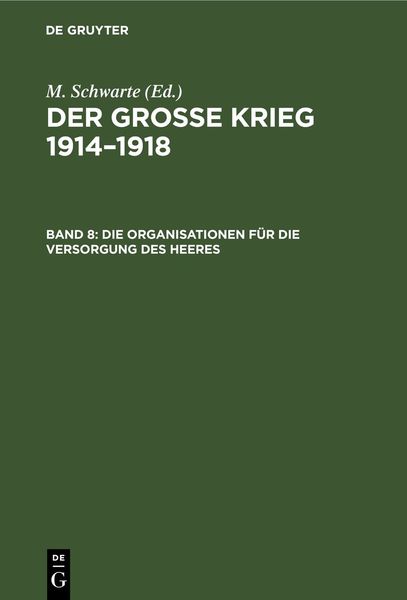 DE GRUYTER
M. Schwarte (Ed.)
DER GROSSE KRIEG
1914–1918
BAND 8: DIE ORGANISATIONEN FÜR DIE
VERSORGUNG DES HEERES
DE
G